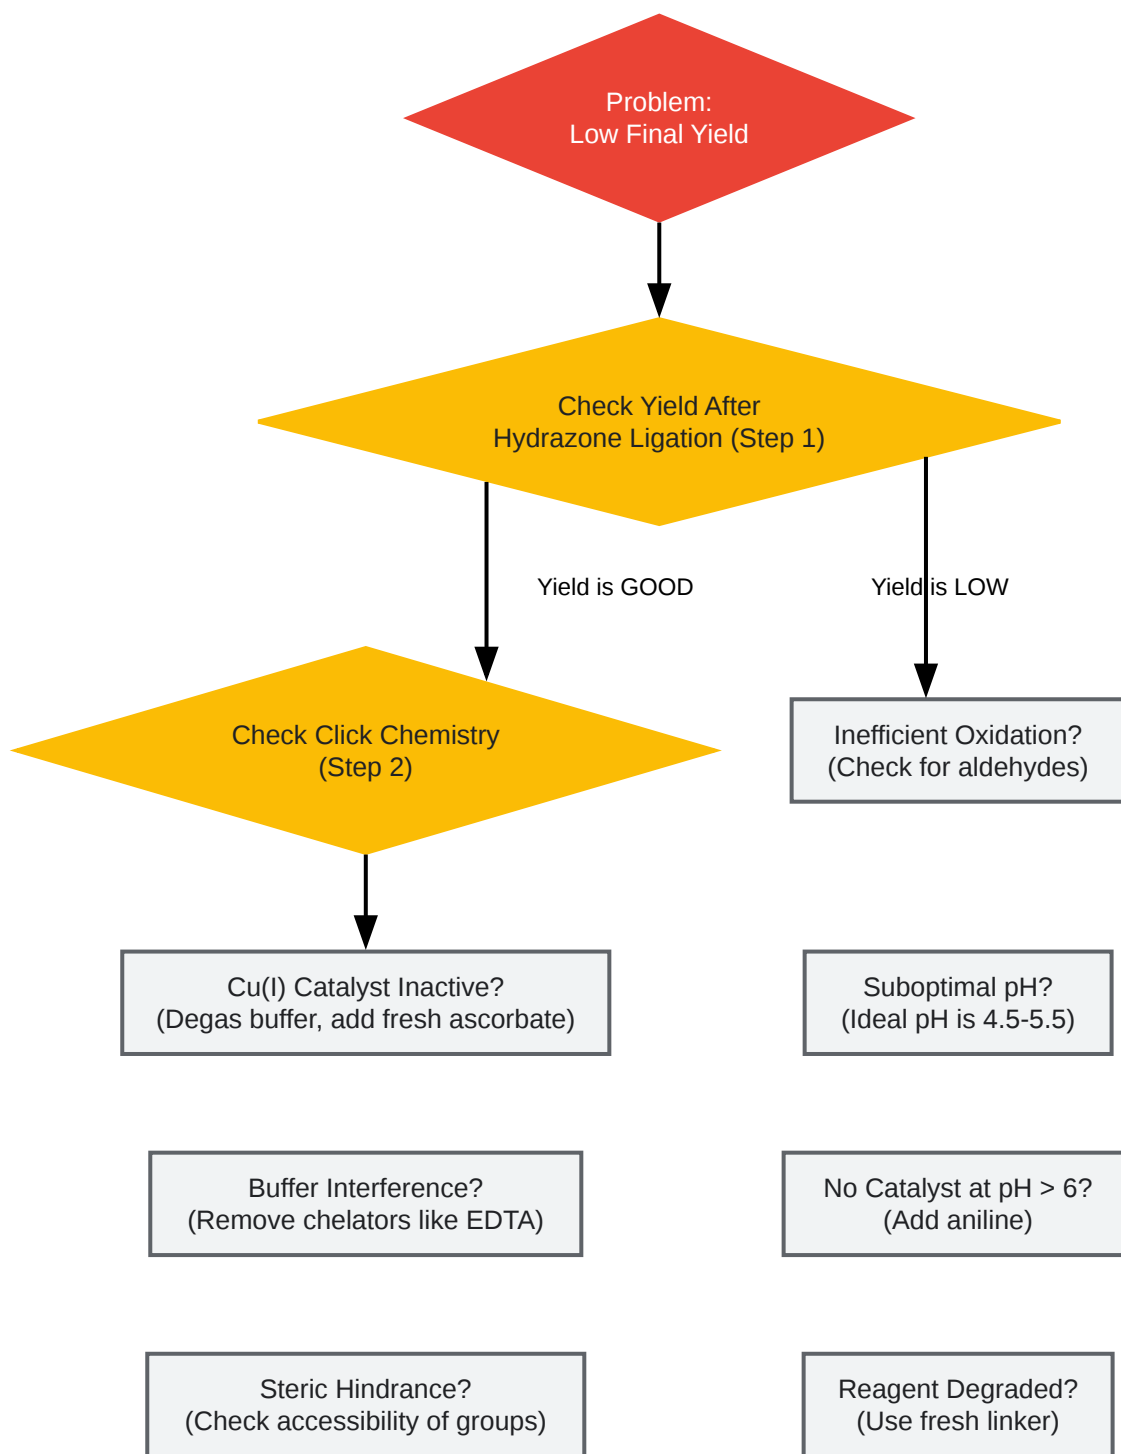 Problem:
Low Final Yield
Check Yield After
Hydrazone Ligation (Step 1)
Yield is GOOD
Yield is LOW
Check Click Chemistry
(Step 2)
Inefficient Oxidation?
(Check for aldehydes)
Cu(I) Catalyst Inactive?
(Degas buffer, add fresh ascorbate)
Suboptimal pH?
(Ideal pH is 4.5-5.5)
Buffer Interference?
(Remove chelators like EDTA)
No Catalyst at pH > 6?
(Add aniline)
Steric Hindrance?
(Check accessibility of groups)
Reagent Degraded?
(Use fresh linker)